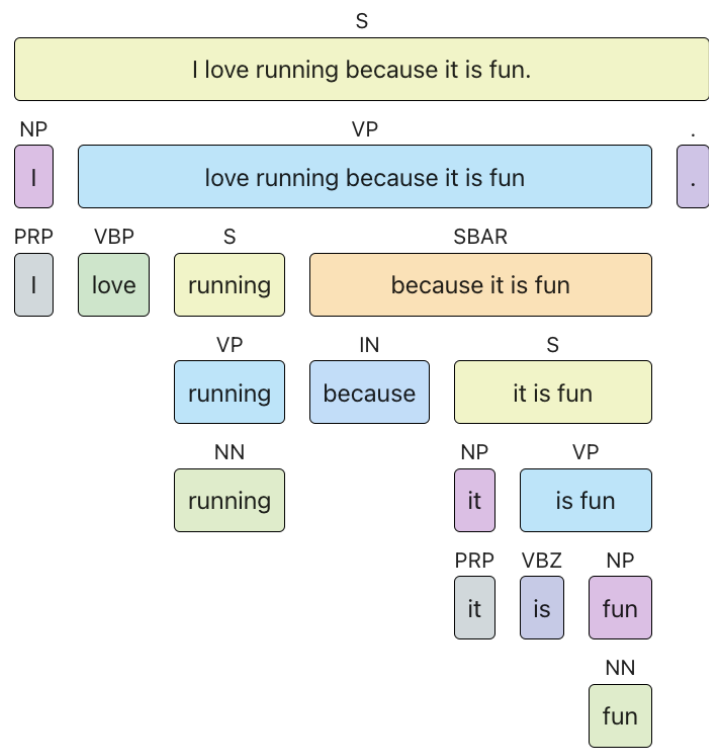 S
I love running because it is fun.
NP VP .
I love running because it is fun .
PRP VBP S SBAR
I love running because it is fun
VP IN S
running because it is fun
NN NP VP
running it is fun
PRP VBZ NP
it is fun
NN
fun